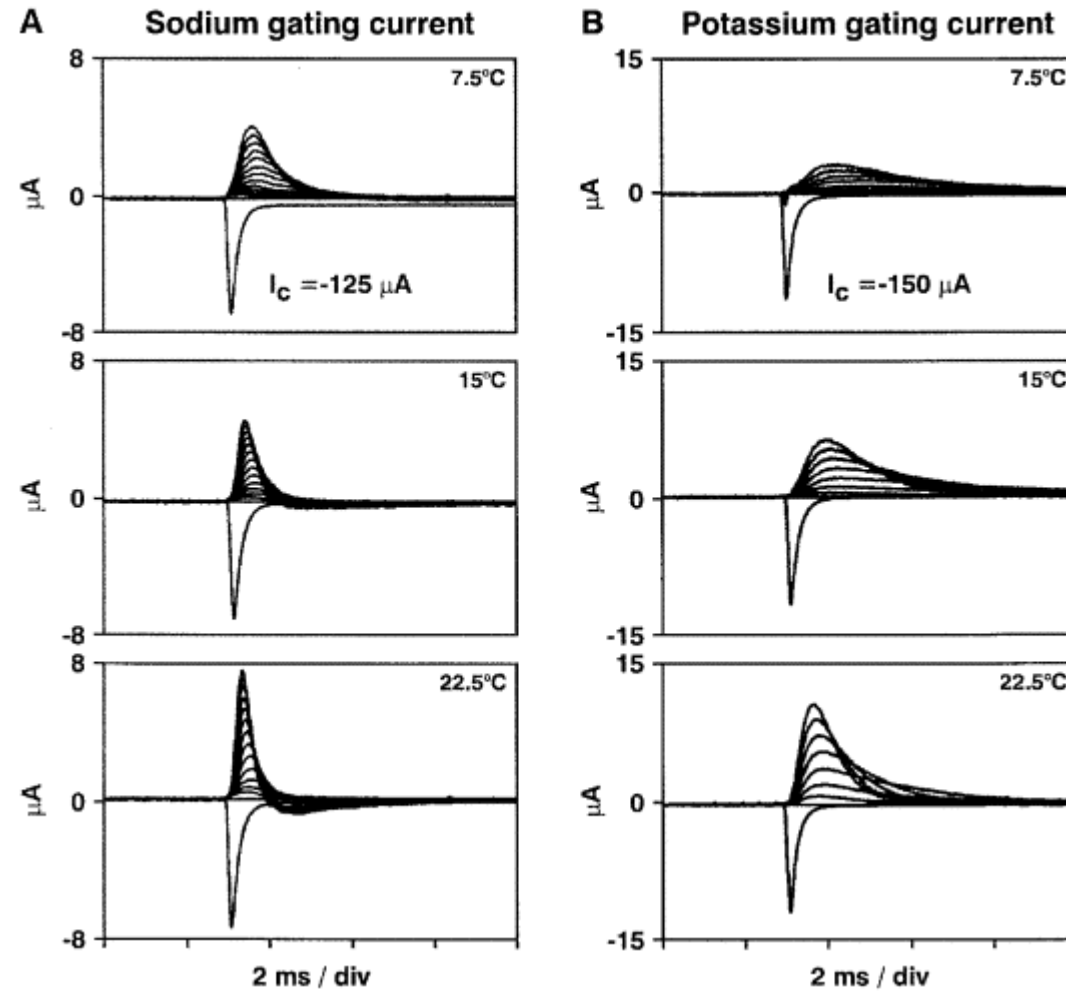 A Sodium gating current
8
7.5°C
µA
0
I_C =-125 µA
-8
8
15°C
µA
0
-8
8
22.5°C
µA
0
-8
2 ms / div
B Potassium gating current
15
7.5°C
µA
0
I_C =-150 µA
-15
15
15°C
µA
0
-15
15
22.5°C
µA
0
-15
2 ms / div